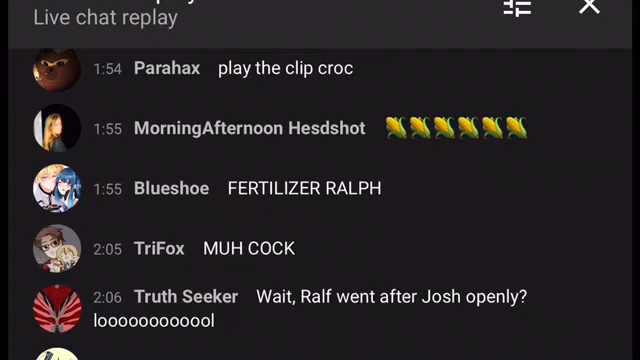 Live chat replay
1:54 Parahax play the clip croc
1:55 MorningAfternoon Hesdshot 🌽🌽🌽🌽🌽🌽
1:55 Blueshoe FERTILIZER RALPH
2:05 TriFox MUH COCK
2:06 Truth Seeker Wait, Ralf went after Josh openly?
loooooooooool